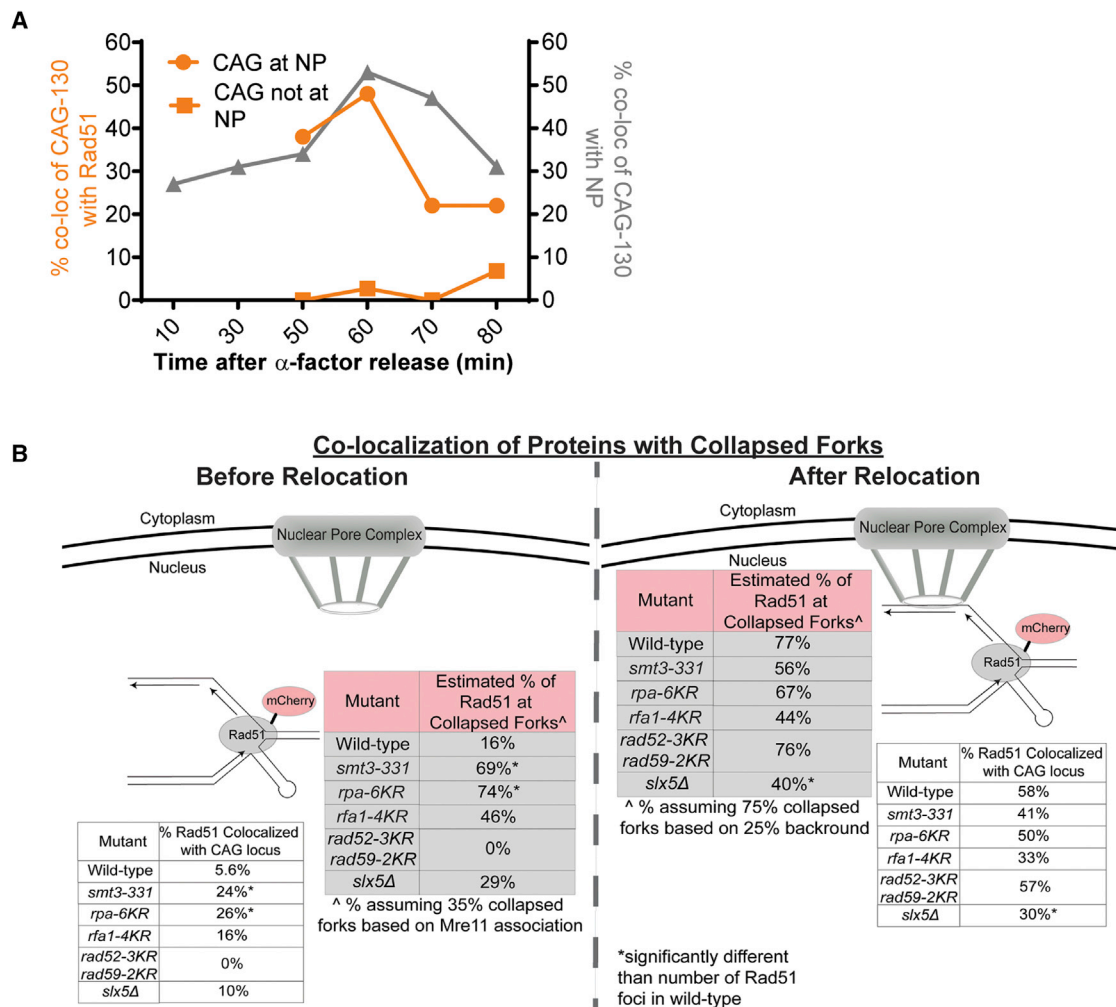 A
60
50
40
30
20
10
0
% co-loc of CAG-130
with Rad51
CAG at NP
CAG not at
NP
60
50
40
30
20
10
0
% co-loc of CAG-130
with NP
10
30
50
60
70
80
Time after α-factor release (min)
B
Co-localization of Proteins with Collapsed Forks
Before Relocation
Cytoplasm
Nuclear Pore Complex
Nucleus
mCherry
Rad51
Mutant
Estimated % of
Rad51 at
Collapsed Forks^
Wild-type 16%
smt3-331 69%*
rpa-6KR 74%*
rfa1-4KR 46%
rad52-3KR
rad59-2KR 0%
slx5Δ 29%
^ % assuming 35% collapsed
forks based on Mre11 association
Mutant
% Rad51 Colocalized
with CAG locus
Wild-type 5.6%
smt3-331 24%*
rpa-6KR 26%*
rfa1-4KR 16%
rad52-3KR
rad59-2KR 0%
slx5Δ 10%
After Relocation
Cytoplasm
Nuclear Pore Complex
Nucleus
Mutant
Estimated % of
Rad51 at
Collapsed Forks^
Wild-type 77%
smt3-331 56%
rpa-6KR 67%
rfa1-4KR 44%
rad52-3KR
rad59-2KR 76%
slx5Δ 40%*
^ % assuming 75% collapsed
forks based on 25% backround
mCherry
Rad51
Mutant
% Rad51 Colocalized
with CAG locus
Wild-type 58%
smt3-331 41%
rpa-6KR 50%
rfa1-4KR 33%
rad52-3KR
rad59-2KR 57%
slx5Δ 30%*
*significantly different
than number of Rad51
foci in wild-type